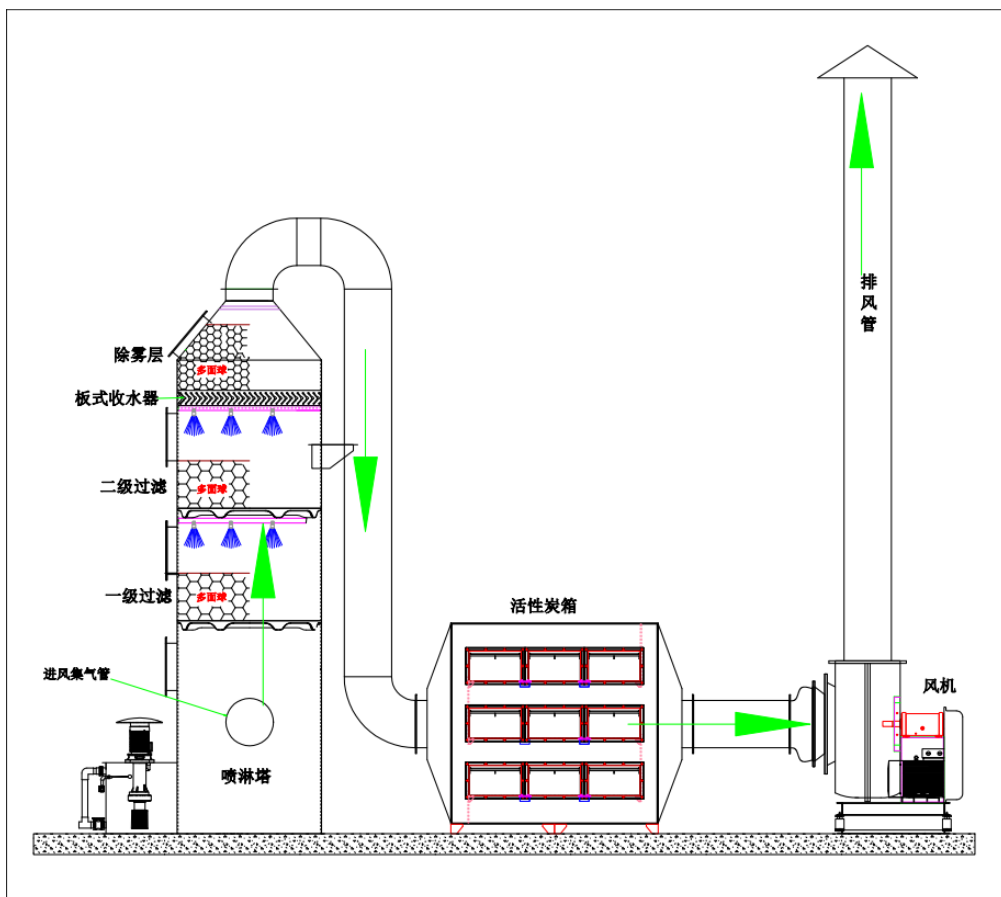 排风管
除雾层
多面球
板式收水器
二级过滤
多面球
一级过滤
多面球
活性炭箱
进风集气管
风机
喷淋塔